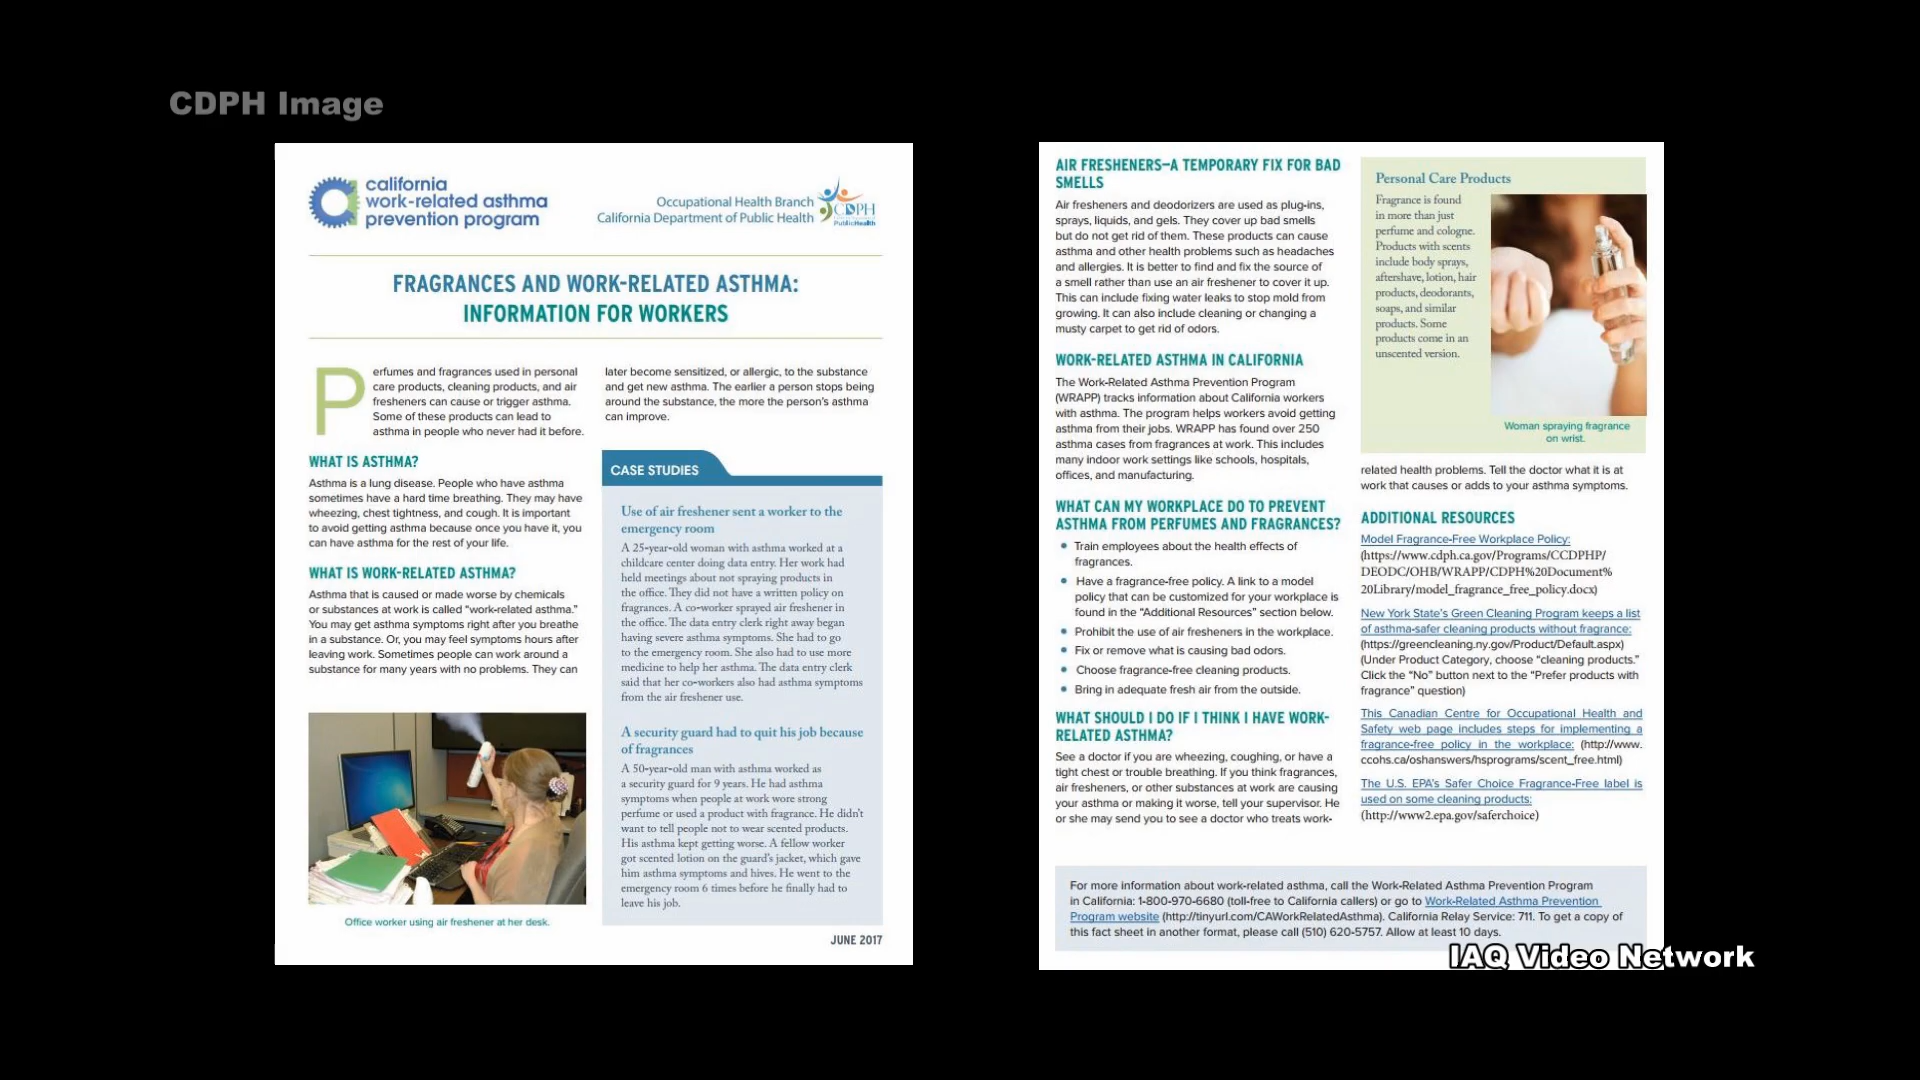 CDPH Image
california
work-related asthma
prevention program
Occupational Health Branch
California Department of Public Health
CDPH
PublicHealth
FRAGRANCES AND WORK-RELATED ASTHMA:
INFORMATION FOR WORKERS
Perfumes and fragrances used in personal
care products, cleaning products, and air
fresheners can cause or trigger asthma.
Some of these products can lead to
asthma in people who never had it before.
WHAT IS ASTHMA?
Asthma is a lung disease. People who have asthma
sometimes have a hard time breathing. They may have
wheezing, chest tightness, and cough. It is important
to avoid getting asthma because once you have it, you
can have asthma for the rest of your life.
WHAT IS WORK-RELATED ASTHMA?
Asthma that is caused or made worse by chemicals
or substances at work is called “work-related asthma.”
You may get asthma symptoms right after you breathe
in a substance. Or, you may feel symptoms hours after
leaving work. Sometimes people can work around a
substance for many years with no problems. They can
Office worker using air freshener at her desk.
later become sensitized, or allergic, to the substance
and get new asthma. The earlier a person stops being
around the substance, the more the person’s asthma
can improve.
CASE STUDIES
Use of air freshener sent a worker to the
emergency room
A 25-year-old woman with asthma worked at a
childcare center doing data entry. Her work had
held meetings about not spraying products in
the office. They did not have a written policy on
fragrances. A co-worker sprayed air freshener in
the office. The data entry clerk right away began
having severe asthma symptoms. She had to go
to the emergency room. She also had to use more
medicine to help her asthma. The data entry clerk
said that her co-workers also had asthma symptoms
from the air freshener use.
A security guard had to quit his job because
of fragrances
A 50-year-old man with asthma worked as
a security guard for 9 years. He had asthma
symptoms when people at work wore strong
perfume or used a product with fragrance. He didn’t
want to tell people not to wear scented products.
His asthma kept getting worse. A fellow worker
got scented lotion on the guard’s jacket, which gave
him asthma symptoms and hives. He went to the
emergency room 6 times before he finally had to
leave his job.
JUNE 2017
AIR FRESHENERS—A TEMPORARY FIX FOR BAD
SMELLS
Air fresheners and deodorizers are used as plug-ins,
sprays, liquids, and gels. They cover up bad smells
but do not get rid of them. These products can cause
asthma and other health problems such as headaches
and allergies. It is better to find and fix the source of
a smell rather than use an air freshener to cover it up.
This can include fixing water leaks to stop mold from
growing. It can also include cleaning or changing a
musty carpet to get rid of odors.
WORK-RELATED ASTHMA IN CALIFORNIA
The Work-Related Asthma Prevention Program
(WRAPP) tracks information about California workers
with asthma. The program helps workers avoid getting
asthma from their jobs. WRAPP has found over 250
asthma cases from fragrances at work. This includes
many indoor work settings like schools, hospitals,
offices, and manufacturing.
WHAT CAN MY WORKPLACE DO TO PREVENT
ASTHMA FROM PERFUMES AND FRAGRANCES?
• Train employees about the health effects of
fragrances.
• Have a fragrance-free policy. A link to a model
policy that can be customized for your workplace is
found in the “Additional Resources” section below.
• Prohibit the use of air fresheners in the workplace.
• Fix or remove what is causing bad odors.
• Choose fragrance-free cleaning products.
• Bring in adequate fresh air from the outside.
WHAT SHOULD I DO IF I THINK I HAVE WORK-
RELATED ASTHMA?
See a doctor if you are wheezing, coughing, or have a
tight chest or trouble breathing. If you think fragrances,
air fresheners, or other substances at work are causing
your asthma or making it worse, tell your supervisor. He
or she may send you to see a doctor who treats work-
Personal Care Products
Fragrance is found
in more than just
perfume and cologne.
Products with scents
include body sprays,
aftershave, lotion, hair
products, deodorants,
soaps, and similar
products. Some
products come in an
unscented version.
Woman spraying fragrance
on wrist.
related health problems. Tell the doctor what it is at
work that causes or adds to your asthma symptoms.
ADDITIONAL RESOURCES
Model Fragrance-Free Workplace Policy:
(https://www.cdph.ca.gov/Programs/CCDPHP/
DEODC/OHB/WRAPP/CDPH%20Document%
20Library/model_fragrance_free_policy.docx)
New York State’s Green Cleaning Program keeps a list
of asthma-safer cleaning products without fragrance:
(https://greencleaning.ny.gov/Product/Default.aspx)
(Under Product Category, choose “cleaning products.”
Click the “No” button next to the “Prefer products with
fragrance” question)
This Canadian Centre for Occupational Health and
Safety web page includes steps for implementing a
fragrance-free policy in the workplace: (http://www.
ccohs.ca/oshanswers/hsprograms/scent_free.html)
The U.S. EPA’s Safer Choice Fragrance-Free label is
used on some cleaning products:
(http://www2.epa.gov/saferchoice)
For more information about work-related asthma, call the Work-Related Asthma Prevention Program
in California: 1-800-970-6680 (toll-free to California callers) or go to Work-Related Asthma Prevention
Program website (http://tinyurl.com/CAWorkRelatedAsthma). California Relay Service: 711. To get a copy of
this fact sheet in another format, please call (510) 620-5757. Allow at least 10 days.
IAQ Video Network